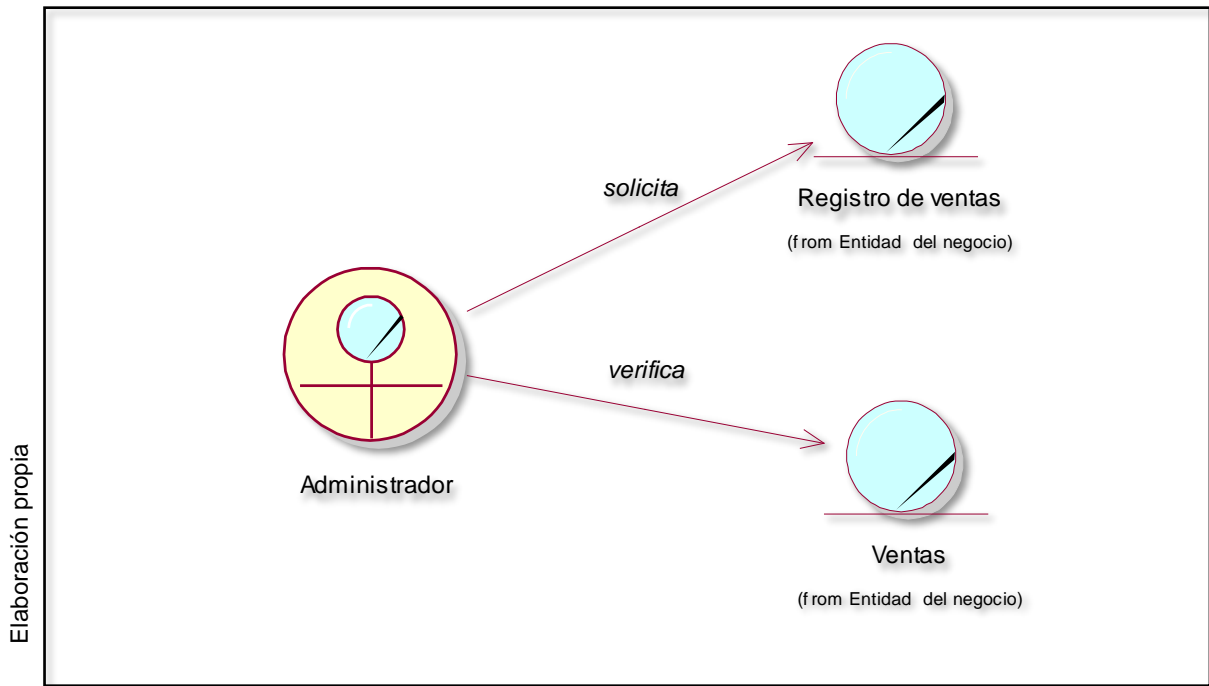 solicita
Registro de ventas
(from Entidad del negocio)
verifica
Administrador
Ventas
(from Entidad del negocio)
Elaboración propia